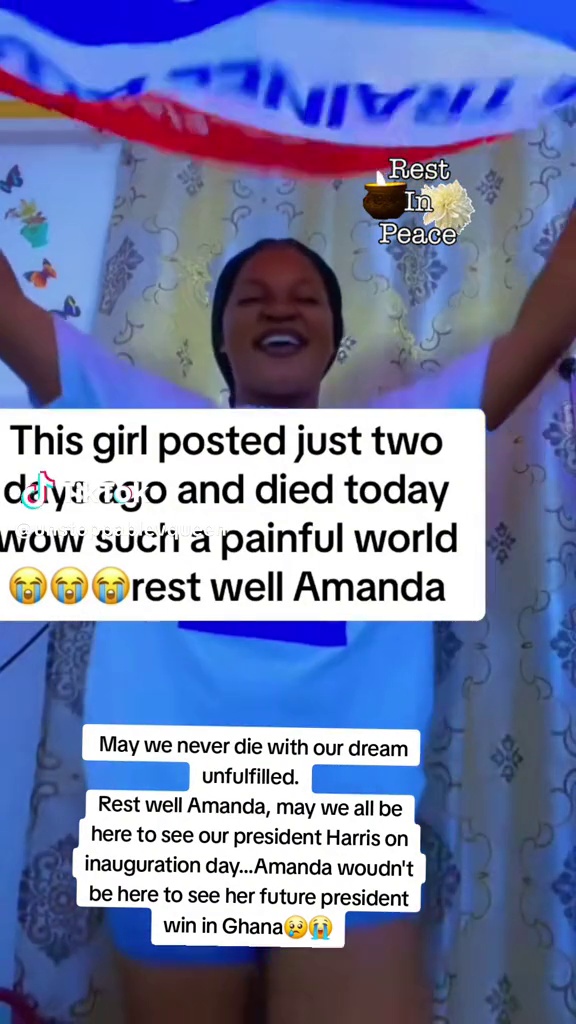 TRAINEE
Rest
In
Peace
This girl posted just two
days ago and died today
wow such a painful world
😭😭😭rest well Amanda
TikTok
May we never die with our dream
unfulfilled.
Rest well Amanda, may we all be
here to see our president Harris on
inauguration day...Amanda woudn't
be here to see her future president
win in Ghana😢😭